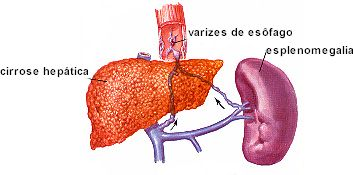 varizes de esôfago
esplenomegalia
cirrose hepática